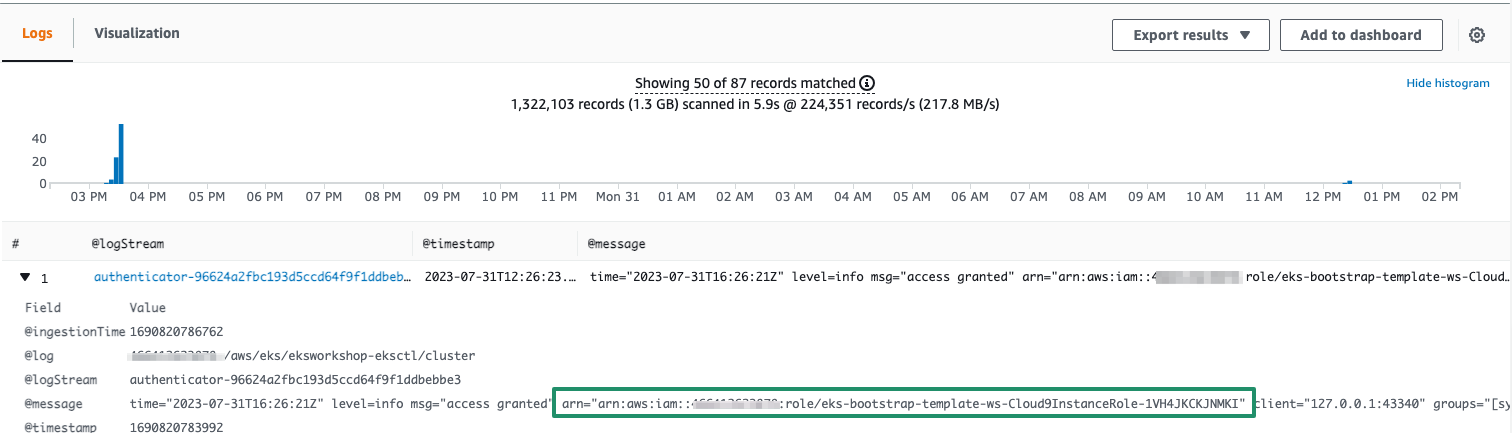 Logs
Visualization
Export results
Add to dashboard
Showing 50 of 87 records matched
Hide histogram
1,322,103 records (1.3 GB) scanned in 5.9s @ 224,351 records/s (217.8 MB/s)
40
20
0
03 PM 04 PM 05 PM 06 PM 07 PM 08 PM 09 PM 10 PM 11 PM Mon 31 01 AM 02 AM 03 AM 04 AM 05 AM 06 AM 07 AM 08 AM 09 AM 10 AM 11 AM 12 PM 01 PM 02 PM
# @logStream @timestamp @message
1 authenticator-96624a2fbc193d5ccd64f9f1ddbeb… 2023-07-31T12:26:23.… time="2023-07-31T16:26:21Z" level=info msg="access granted" arn="arn:aws:iam::4 role/eks-bootstrap-template-ws-Cloud…
Field Value
@ingestionTime 1690820786762
@log /aws/eks/eksworkshop-eksctl/cluster
@logStream authenticator-96624a2fbc193d5ccd64f9f1ddbebbe3
@message time="2023-07-31T16:26:21Z" level=info msg="access granted" arn="arn:aws:iam:: :role/eks-bootstrap-template-ws-Cloud9InstanceRole-1VH4JKCKJNMKI" client="127.0.0.1:43340" groups="[sy
@timestamp 1690820783992